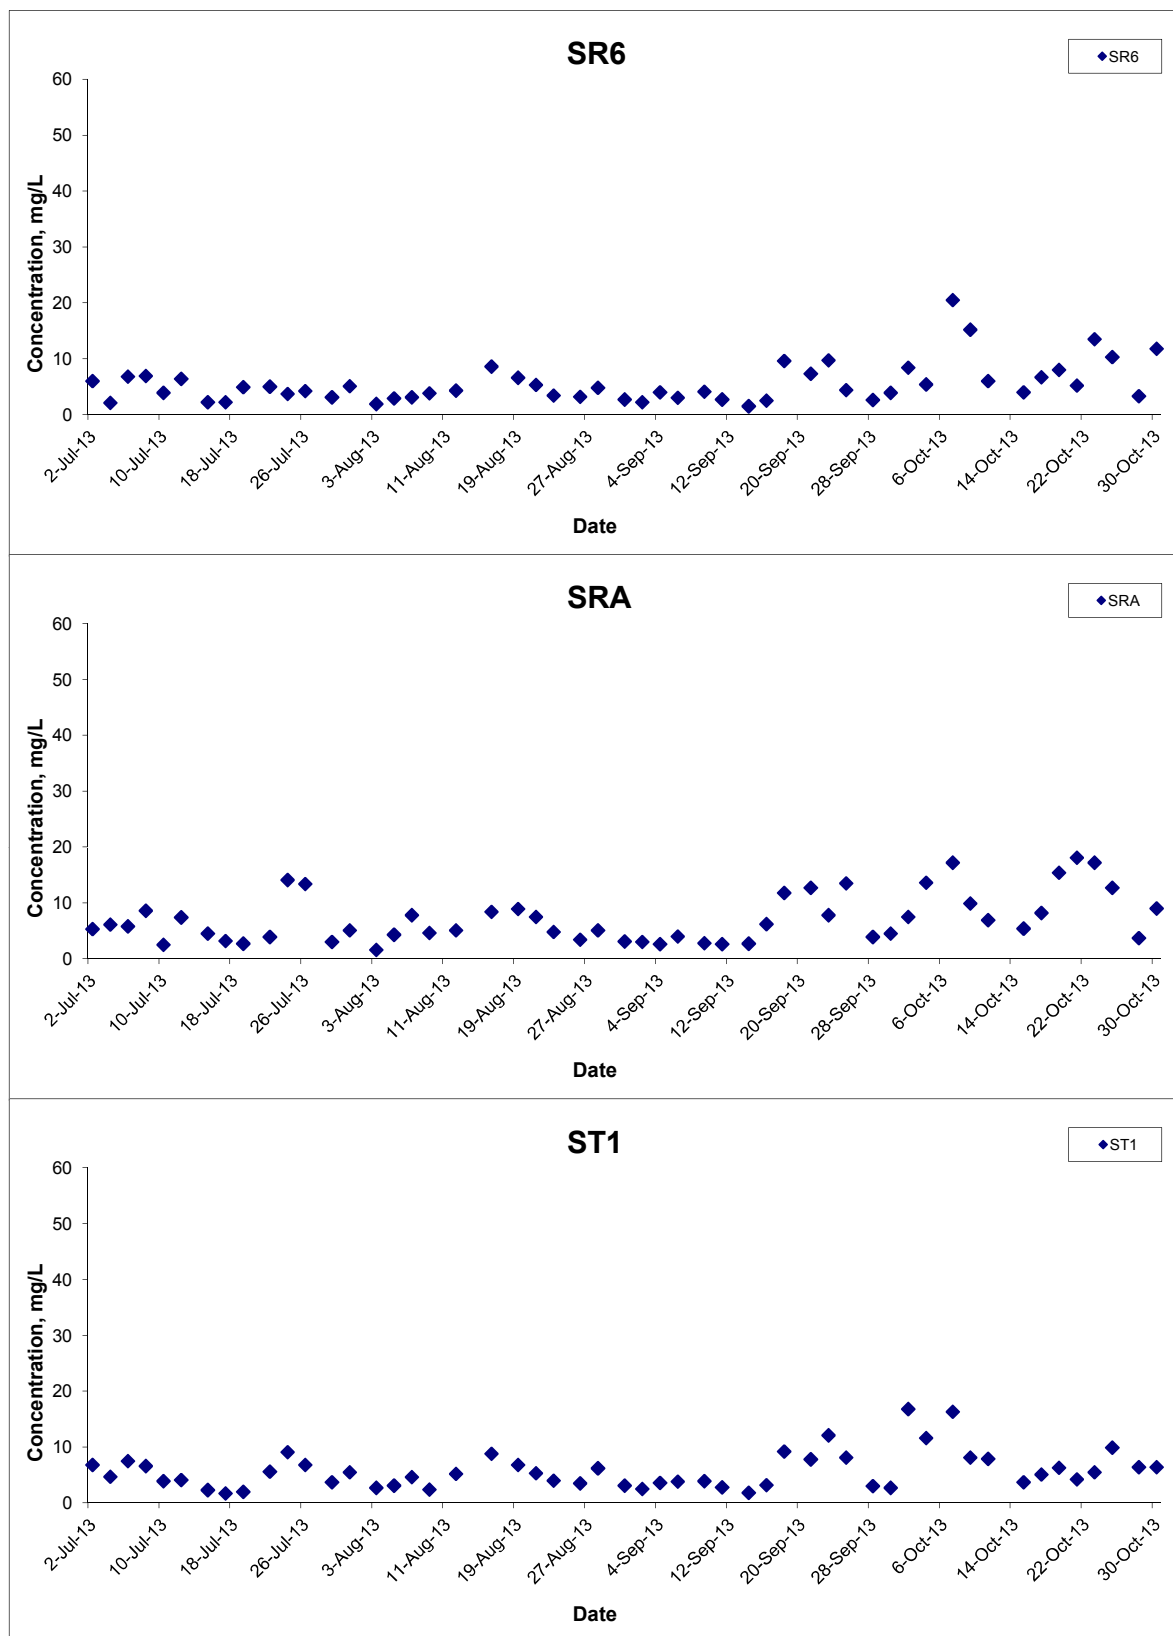 SR6
SR6
Concentration, mg/L
60
50
40
30
20
10
0
2-Jul-13 10-Jul-13 18-Jul-13 26-Jul-13 3-Aug-13 11-Aug-13 19-Aug-13 27-Aug-13 4-Sep-13 12-Sep-13 20-Sep-13 28-Sep-13 6-Oct-13 14-Oct-13 22-Oct-13 30-Oct-13
Date
SRA
SRA
Concentration, mg/L
60
50
40
30
20
10
0
2-Jul-13 10-Jul-13 18-Jul-13 26-Jul-13 3-Aug-13 11-Aug-13 19-Aug-13 27-Aug-13 4-Sep-13 12-Sep-13 20-Sep-13 28-Sep-13 6-Oct-13 14-Oct-13 22-Oct-13 30-Oct-13
Date
ST1
ST1
Concentration, mg/L
60
50
40
30
20
10
0
2-Jul-13 10-Jul-13 18-Jul-13 26-Jul-13 3-Aug-13 11-Aug-13 19-Aug-13 27-Aug-13 4-Sep-13 12-Sep-13 20-Sep-13 28-Sep-13 6-Oct-13 14-Oct-13 22-Oct-13 30-Oct-13
Date